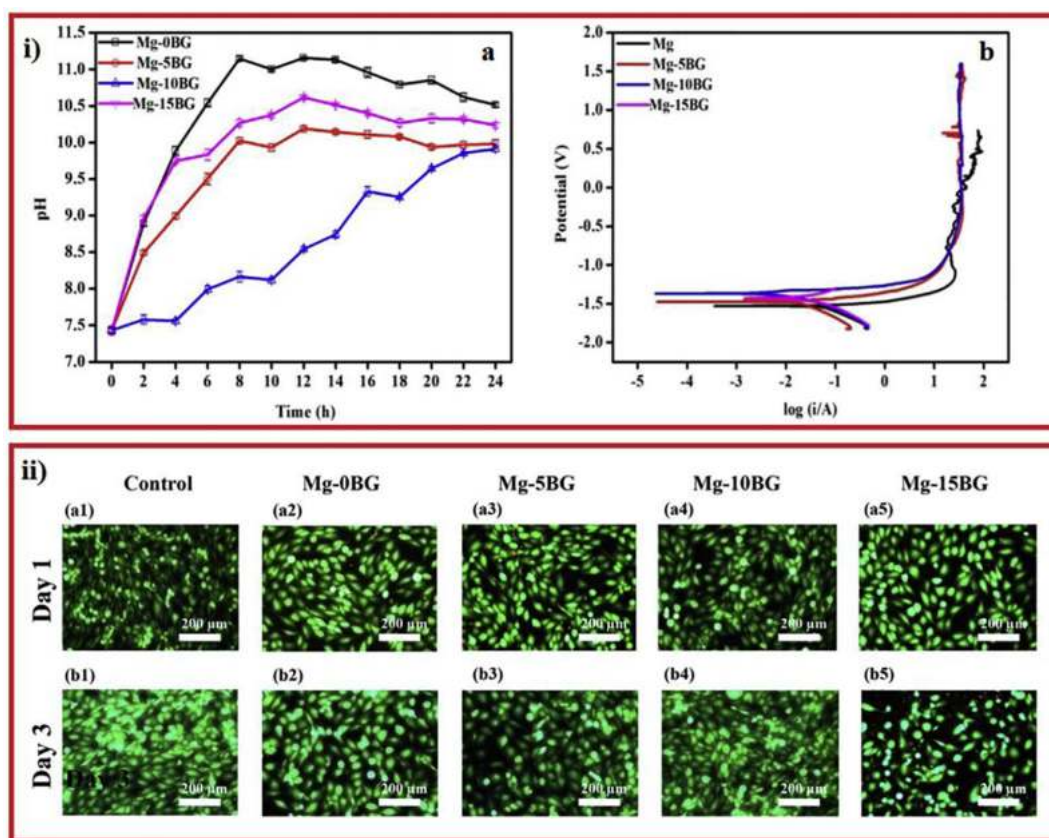 i)
a
Mg-0BG
Mg-5BG
Mg-10BG
Mg-15BG
11.5
11.0
10.5
10.0
9.5
9.0
8.5
8.0
7.5
7.0
pH
0 2 4 6 8 10 12 14 16 18 20 22 24
Time (h)
b
Mg
Mg-5BG
Mg-10BG
Mg-15BG
2.0
1.5
1.0
0.5
0.0
-0.5
-1.0
-1.5
-2.0
Potential (V)
-5 -4 -3 -2 -1 0 1 2
log (i/A)
ii)
Control Mg-0BG Mg-5BG Mg-10BG Mg-15BG
(a1) (a2) (a3) (a4) (a5)
Day 1
200 µm 200 µm 200 µm 200 µm 200 µm
(b1) (b2) (b3) (b4) (b5)
Day 3
200 µm 200 µm 200 µm 200 µm 200 µm